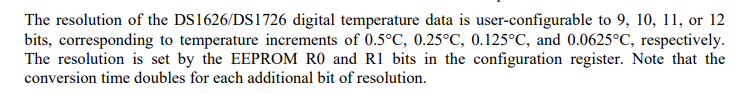 The resolution of the DS1626/DS1726 digital temperature data is user-configurable to 9, 10, 11, or 12
bits, corresponding to temperature increments of 0.5°C, 0.25°C, 0.125°C, and 0.0625°C, respectively.
The resolution is set by the EEPROM R0 and R1 bits in the configuration register. Note that the
conversion time doubles for each additional bit of resolution.